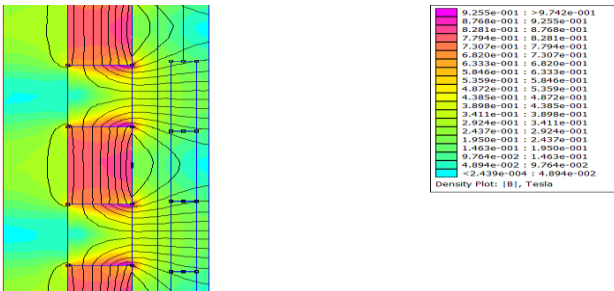 9.255e-001 : >9.742e-001
8.768e-001 : 9.255e-001
8.281e-001 : 8.768e-001
7.794e-001 : 8.281e-001
7.307e-001 : 7.794e-001
6.820e-001 : 7.307e-001
6.333e-001 : 6.820e-001
5.846e-001 : 6.333e-001
5.359e-001 : 5.846e-001
4.872e-001 : 5.359e-001
4.385e-001 : 4.872e-001
3.898e-001 : 4.385e-001
3.411e-001 : 3.898e-001
2.924e-001 : 3.411e-001
2.437e-001 : 2.924e-001
1.950e-001 : 2.437e-001
1.463e-001 : 1.950e-001
9.764e-002 : 1.463e-001
4.894e-002 : 9.764e-002
<2.439e-004 : 4.894e-002
Density Plot: |B|, Tesla